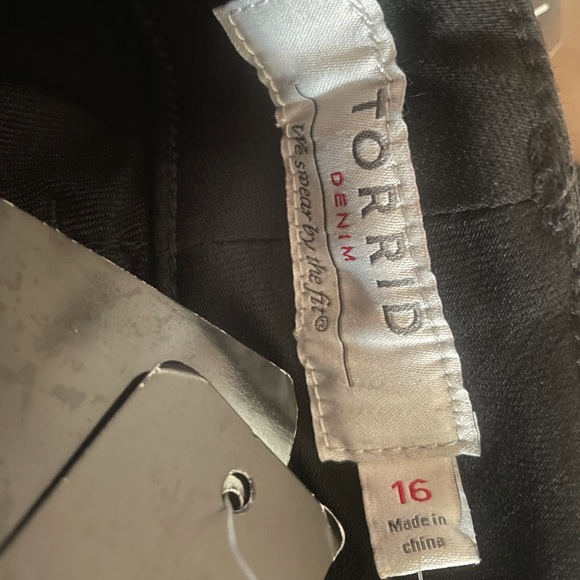 TORRID
DENIM
We swear by the fit®
16
Made in
china